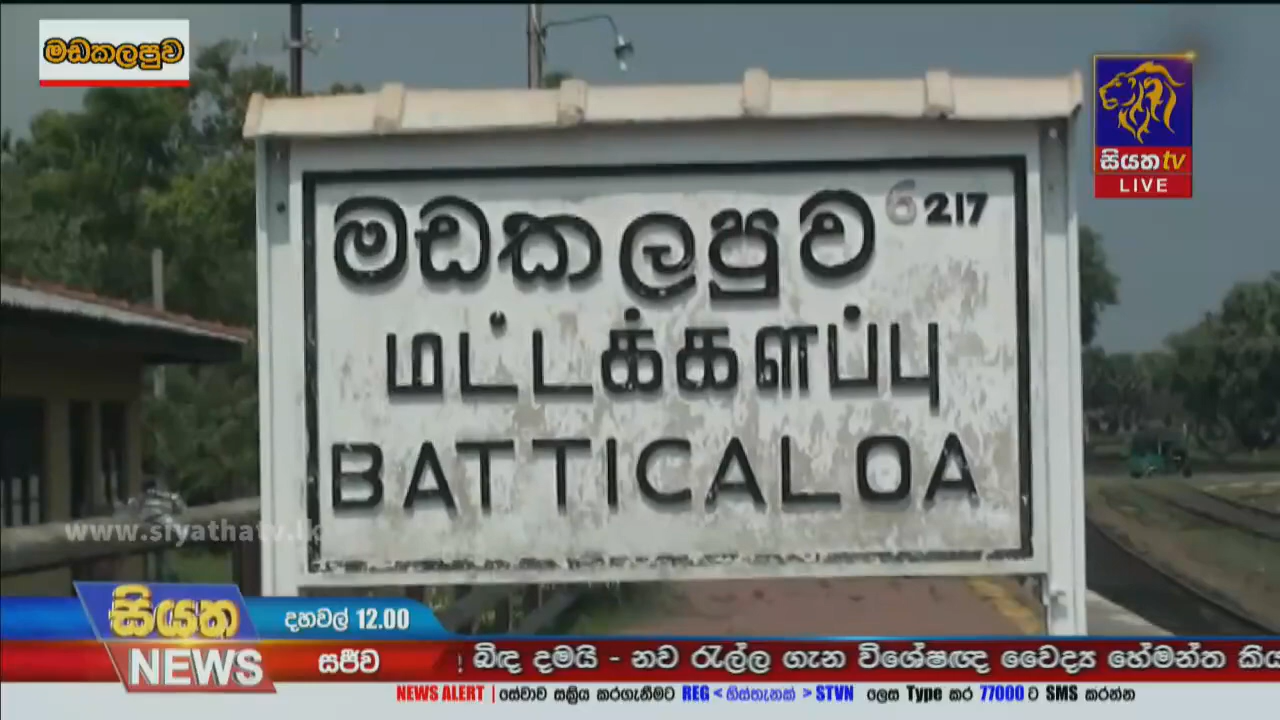 මඩකලපුව
සියත tv
LIVE
මඩකලපුව 6217
மட்டக்களப்பு
BATTICALOA
www.siyathatv.lk
සියත
NEWS
දහවල් 12.00
සජීව
! බිඳ දමයි - නව රැල්ල ගැන විශේෂඥ වෛද්‍ය හේමන්ත කිය
NEWS ALERT | සේවාව සක්‍රිය කරගැනීමට REG < හිස්තැනක් > STVN ලෙස Type කර 77000 ට SMS කරන්න